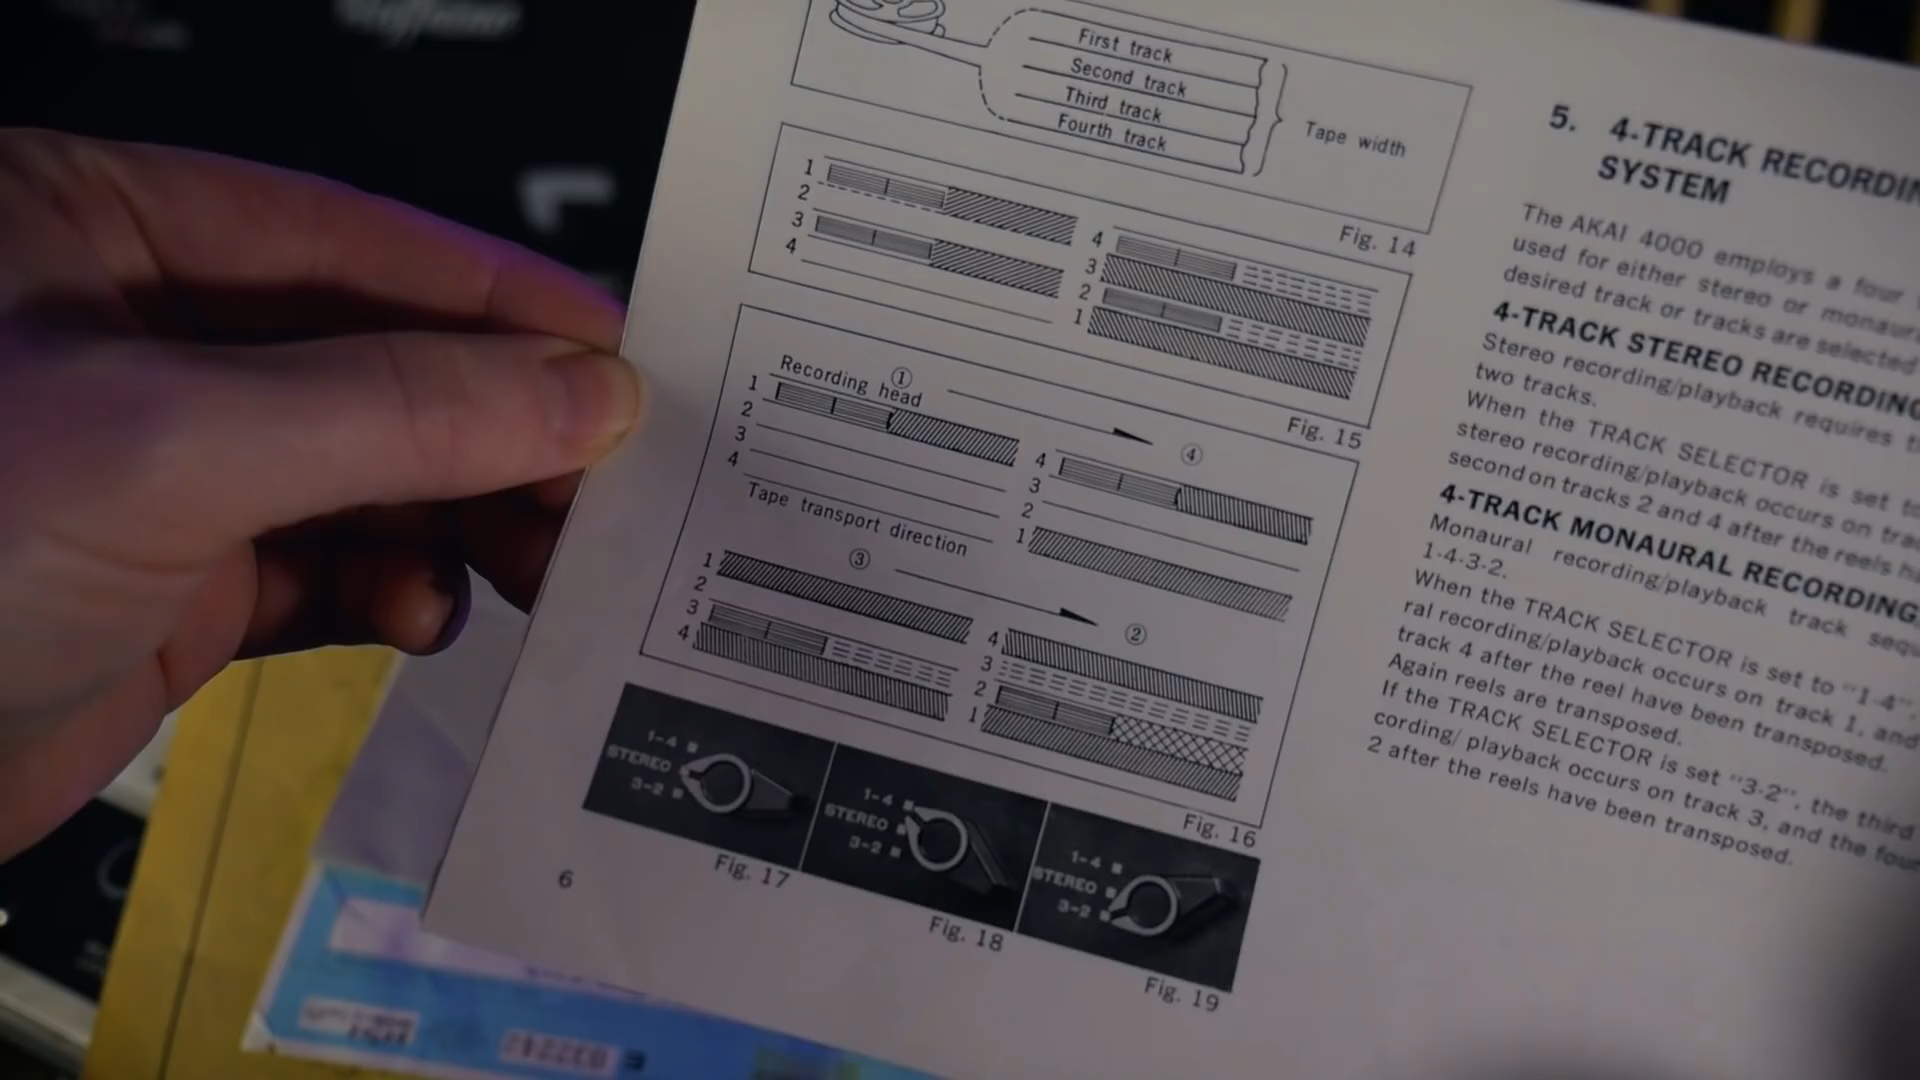 First track
Second track
Third track
Fourth track
Tape width
Fig. 14
1
2
3
4
4
3
2
1
Fig. 15
Recording head
①
1
2
3
4
④
4
3
2
1
Tape transport direction
③
1
2
3
4
②
4
3
2
1
Fig. 16
1-4
STEREO
3-2
Fig. 17
1-4
STEREO
3-2
Fig. 18
1-4
STEREO
3-2
Fig. 19
6
5. 4-TRACK
SYSTEM
The AKAI 4000 employs a four
used for either stereo or
desired track or tracks are selected
4-TRACK STEREO RECORDING
Stereo recording/playback requires
two tracks.
When the TRACK SELECTOR is set to
stereo recording/playback occurs on
second on tracks 2 and 4 after the reels
4-TRACK MONAURAL RECORDING
Monaural recording/playback track
1-4-3-2.
When the TRACK SELECTOR is set to "1-4",
ral recording/playback occurs on track 1, and
track 4 after the reel have been transposed.
Again reels are transposed.
If the TRACK SELECTOR is set "3-2", the third
cording/ playback occurs on track 3, and the
2 after the reels have been transposed.